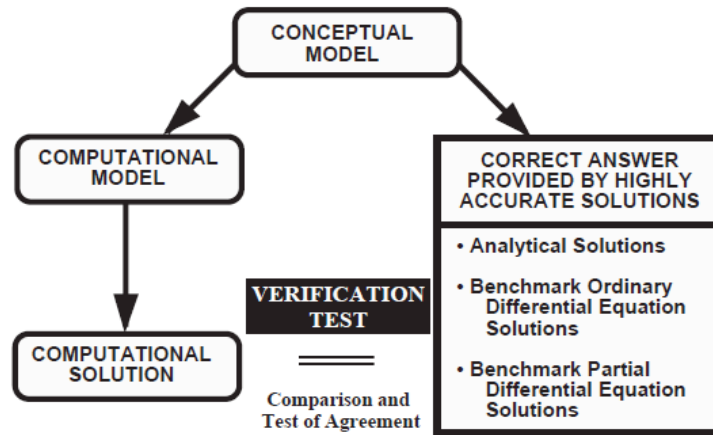 CONCEPTUAL
MODEL
COMPUTATIONAL
MODEL
COMPUTATIONAL
SOLUTION
VERIFICATION
TEST
Comparison and
Test of Agreement
CORRECT ANSWER
PROVIDED BY HIGHLY
ACCURATE SOLUTIONS
• Analytical Solutions
• Benchmark Ordinary
Differential Equation
Solutions
• Benchmark Partial
Differential Equation
Solutions